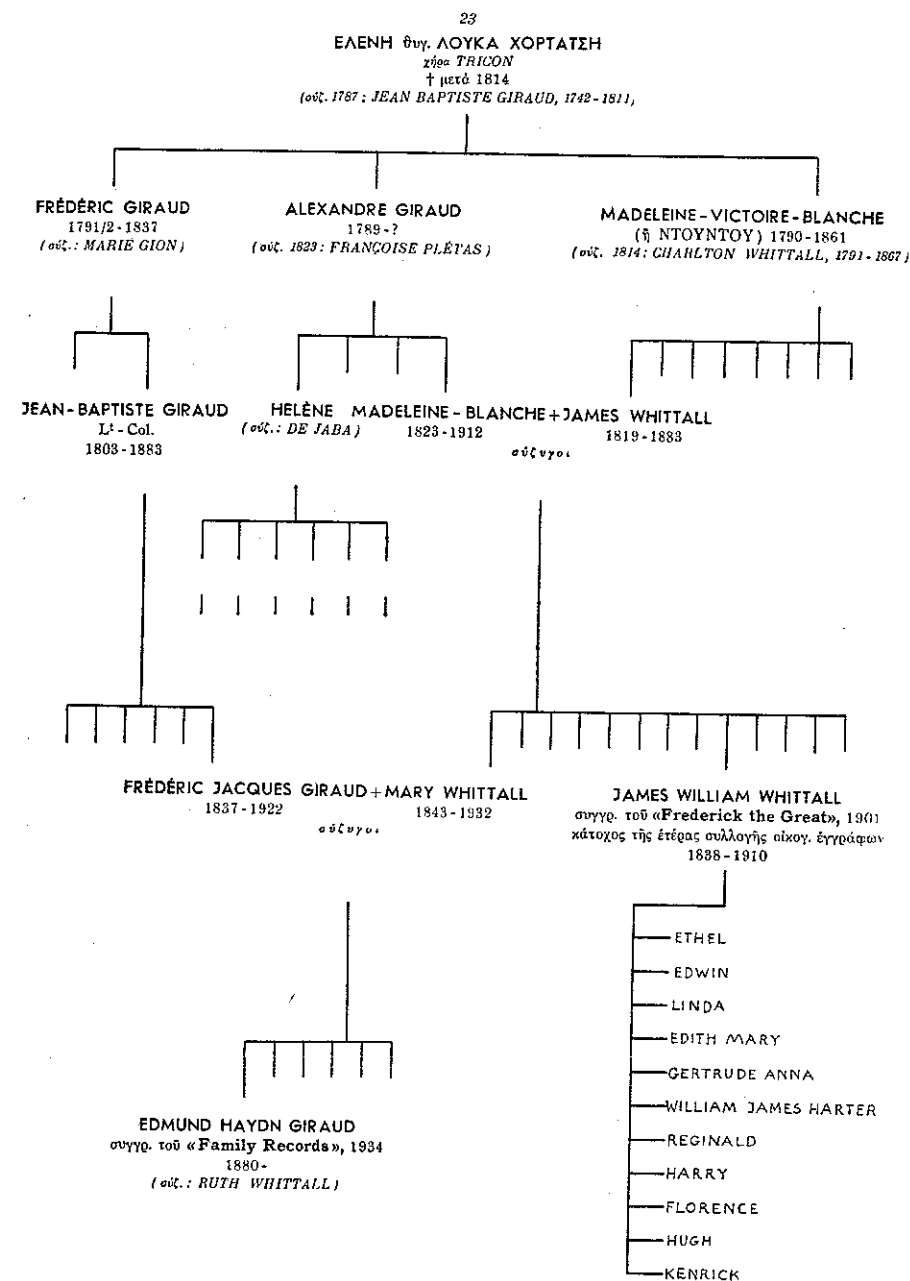 23
ΕΛΕΝΗ θυγ. ΛΟΥΚΑ ΧΟΡΤΑΤΣΗ
χήρα TRICON
† μετά 1814
(σύζ. 1787 : JEAN BAPTISTE GIRAUD, 1742-1811)
FRÉDÉRIC GIRAUD
1791/2-1837
(σύζ.: MARIE GION)
ALEXANDRE GIRAUD
1789-?
(σύζ. 1823: FRANÇOISE PLÉTAS)
MADELEINE-VICTOIRE-BLANCHE
(ἢ ΝΤΟΥΝΤΟΥ) 1790-1861
(σύζ. 1814: CHARLTON WHITTALL, 1791-1867)
JEAN-BAPTISTE GIRAUD
Lt-Col.
1803-1883
HELÈNE
(σύζ.: DE JABA)
MADELEINE-BLANCHE+JAMES WHITTALL
1823-1912 1819-1883
σύζυγοι
FRÉDÉRIC JACQUES GIRAUD+MARY WHITTALL
1837-1922 1843-1932
σύζυγοι
JAMES WILLIAM WHITTALL
συγγρ. τοῦ «Frederick the Great», 1901
κάτοχος τῆς ἑτέρας συλλογῆς οἰκογ. ἐγγράφων
1838-1910
ETHEL
EDWIN
LINDA
EDITH MARY
GERTRUDE ANNA
WILLIAM JAMES HARTER
REGINALD
HARRY
FLORENCE
HUGH
KENRICK
EDMUND HAYDN GIRAUD
συγγρ. τοῦ «Family Records», 1934
1880-
(σύζ.: RUTH WHITTALL)